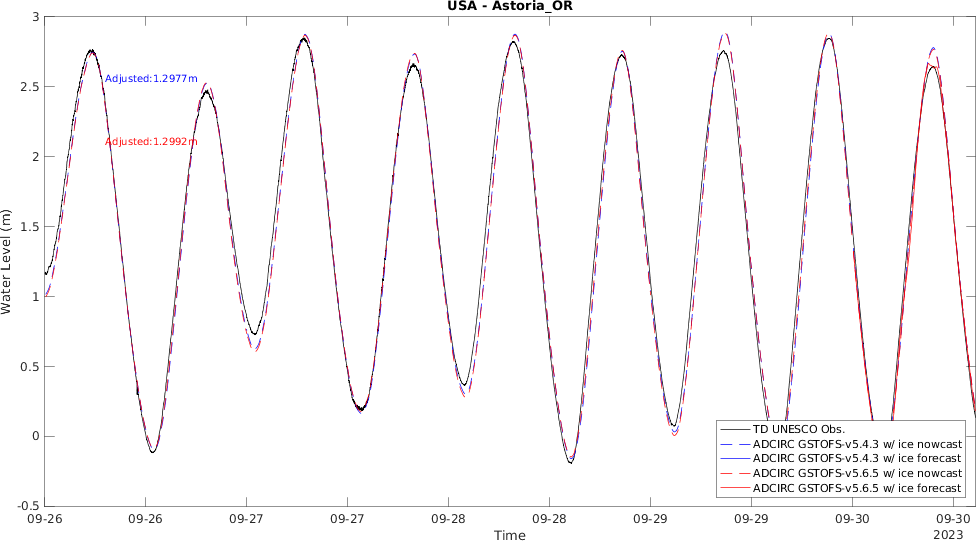 USA - Astoria_OR
3
2.5
2
1.5
1
0.5
0
-0.5
Water Level (m)
Adjusted:1.2977m
Adjusted:1.2992m
TD UNESCO Obs.
ADCIRC GSTOFS-v5.4.3 w/ ice nowcast
ADCIRC GSTOFS-v5.4.3 w/ ice forecast
ADCIRC GSTOFS-v5.6.5 w/ ice nowcast
ADCIRC GSTOFS-v5.6.5 w/ ice forecast
09-26 09-26 09-27 09-27 09-28 09-28 09-29 09-29 09-30 09-30
2023
Time